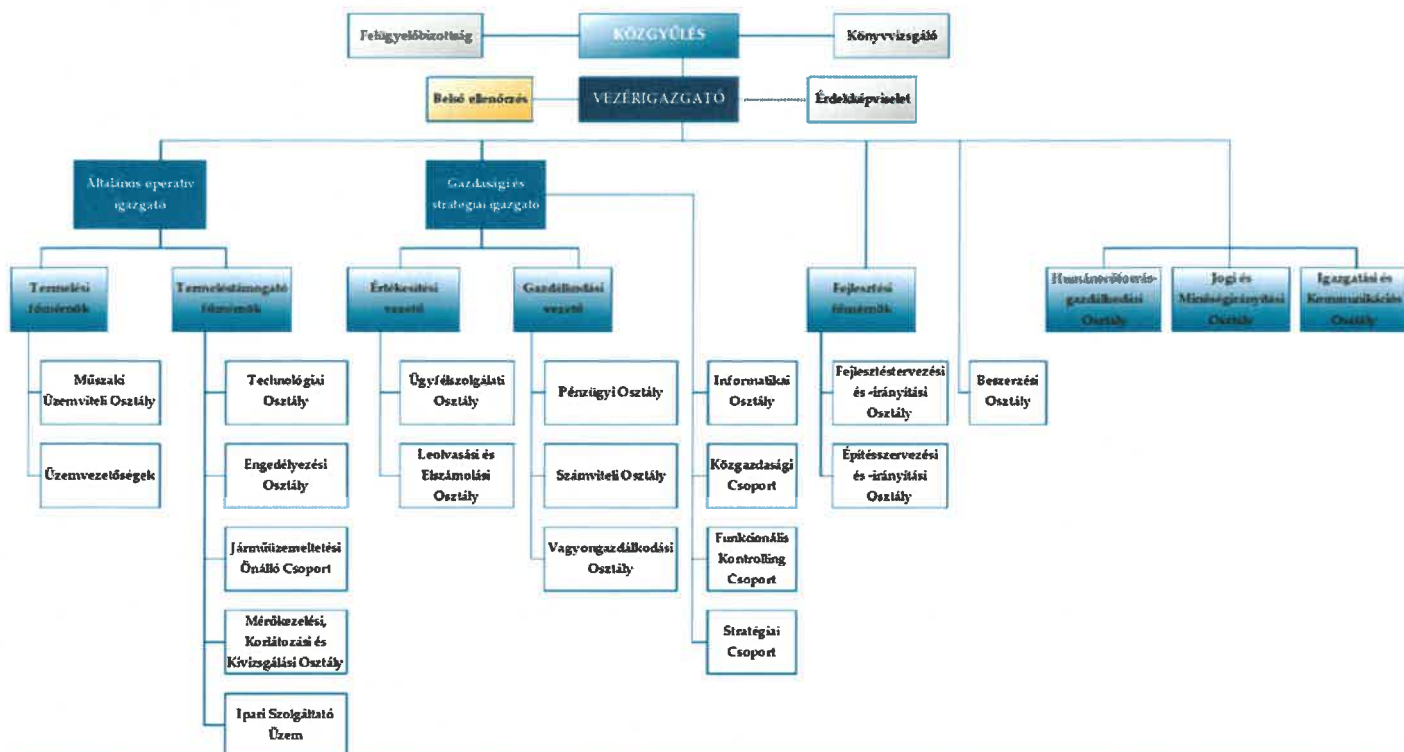 Felügyelőbizottság
KÖZGYŰLÉS
Könyvvizsgáló
Belső ellenőrzés
VEZÉRIGAZGATÓ
Érdekképviselet
Általános operatív
igazgató
Gazdasági és
stratégiai igazgató
Termelési
főmérnök
Termeléstámogató
főmérnök
Értékesítési
vezető
Gazdálkodási
vezető
Fejlesztési
főmérnök
Humánerőforrás-
gazdálkodási
Osztály
Jogi és
Minőségirányítási
Osztály
Igazgatási és
Kommunikációs
Osztály
Műszaki
Üzemviteli Osztály
Technológiai
Osztály
Ügyfélszolgálati
Osztály
Pénzügyi Osztály
Informatikai
Osztály
Fejlesztéstervezési
és -irányítási
Osztály
Beszerzési
Osztály
Üzemvezetőségek
Engedélyezési
Osztály
Leolvasási és
Elszámolási
Osztály
Számviteli Osztály
Közgazdasági
Csoport
Építésszervezési
és -irányítási
Osztály
Járműüzemeltetési
Önálló Csoport
Vagyongazdálkodási
Osztály
Funkcionális
Kontrolling
Csoport
Mérőkezelési,
Korlátozási és
Kivizsgálási Osztály
Stratégiai
Csoport
Ipari Szolgáltató
Üzem